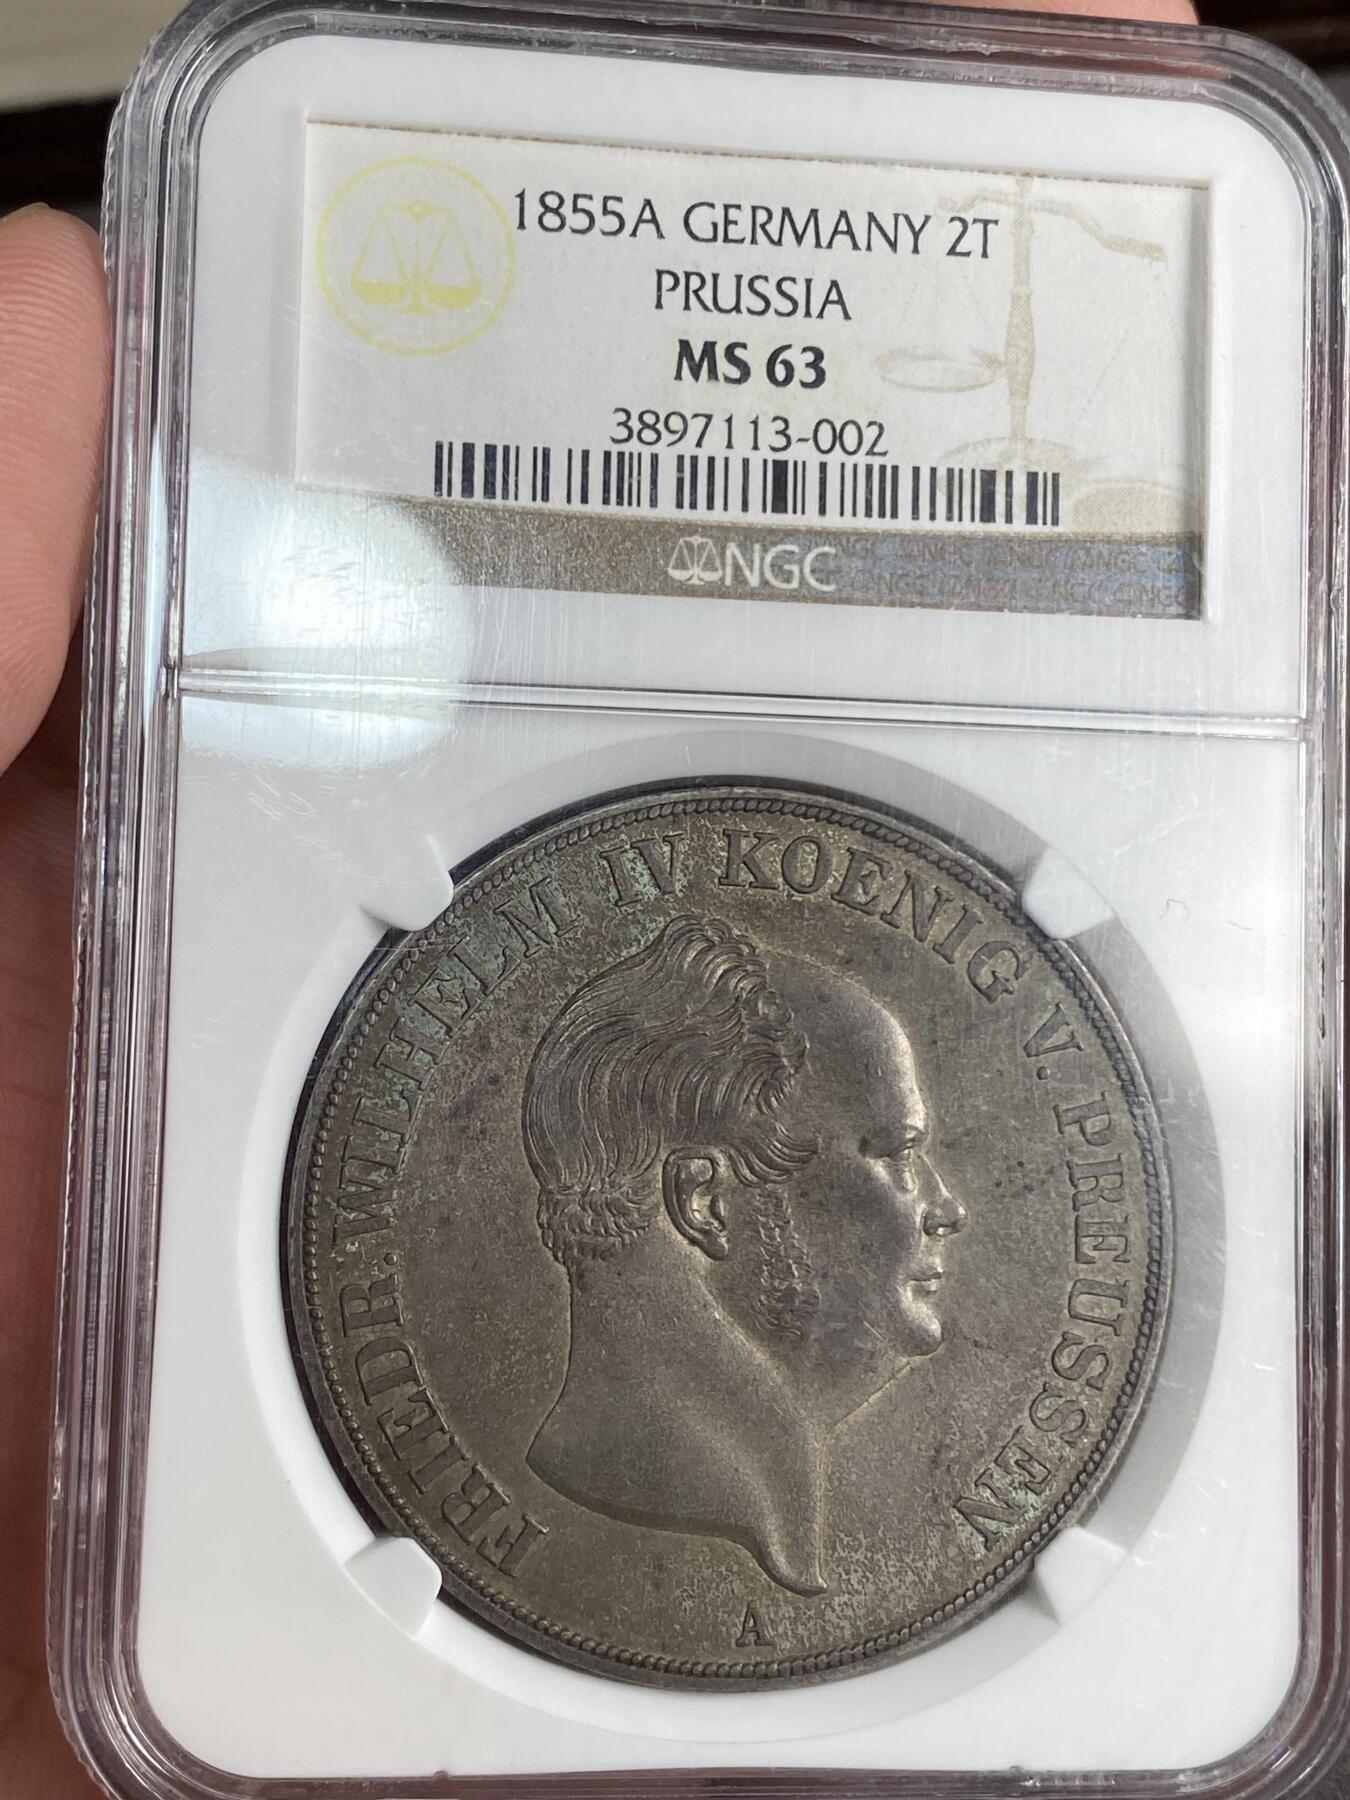 1855A GERMANY 2T
PRUSSIA
MS 63
3897113-002
NGC
FRIEDR. WILHELM IV KOENIG V. PREUSSEN
A